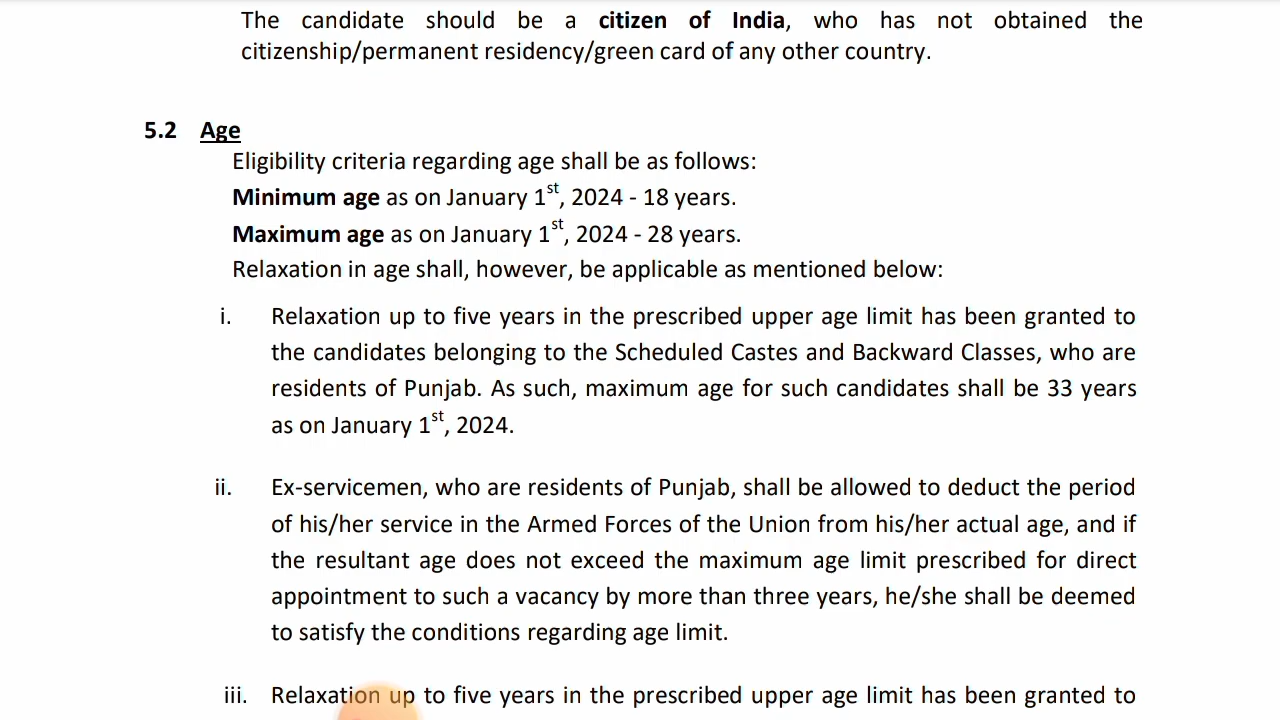 The candidate should be a citizen of India, who has not obtained the
citizenship/permanent residency/green card of any other country.
5.2 Age
Eligibility criteria regarding age shall be as follows:
Minimum age as on January 1st, 2024 - 18 years.
Maximum age as on January 1st, 2024 - 28 years.
Relaxation in age shall, however, be applicable as mentioned below:
i. Relaxation up to five years in the prescribed upper age limit has been granted to
the candidates belonging to the Scheduled Castes and Backward Classes, who are
residents of Punjab. As such, maximum age for such candidates shall be 33 years
as on January 1st, 2024.
ii. Ex-servicemen, who are residents of Punjab, shall be allowed to deduct the period
of his/her service in the Armed Forces of the Union from his/her actual age, and if
the resultant age does not exceed the maximum age limit prescribed for direct
appointment to such a vacancy by more than three years, he/she shall be deemed
to satisfy the conditions regarding age limit.
iii. Relaxation up to five years in the prescribed upper age limit has been granted to